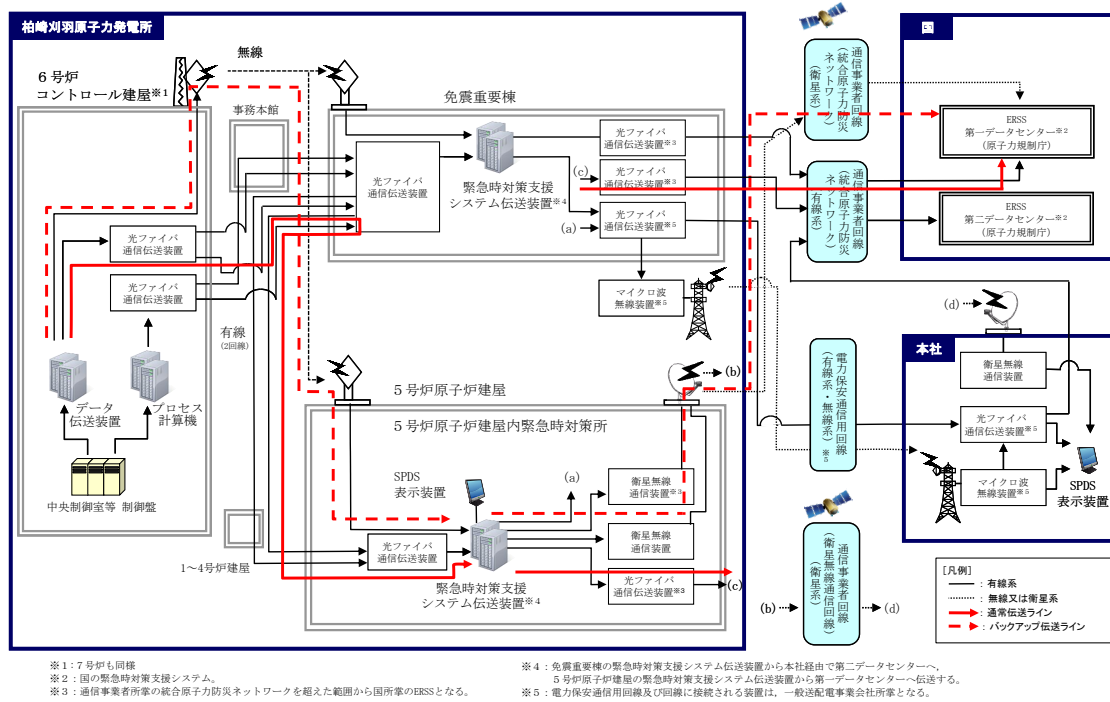 柏崎刈羽原子力発電所
6号炉
コントロール建屋※1
無線
事務本館
免震重要棟
光ファイバ
通信伝送装置
緊急時対策支援
システム伝送装置※4
光ファイバ
通信伝送装置※3
(c)
光ファイバ
通信伝送装置※3
(a)
光ファイバ
通信伝送装置※5
マイクロ波
無線装置※5
光ファイバ
通信伝送装置
光ファイバ
通信伝送装置
有線
(2回線)
データ
伝送装置
プロセス
計算機
中央制御室等 制御盤
1～4号炉建屋
5号炉原子炉建屋
(b)
5号炉原子炉建屋内緊急時対策所
SPDS
表示装置
(a)
衛星無線
通信装置※3
衛星無線
通信装置
光ファイバ
通信伝送装置
緊急時対策支援
システム伝送装置※4
光ファイバ
通信伝送装置※3
(c)
通信事業者回線
(統合原子力防災
ネットワーク)
(衛星系)
通信事業者回線
(統合原子力防災
ネットワーク)
有線系)
電力保安通信用回線
(有線系・無線系)※5
通信事業者回線
(衛星無線通信回線)
(衛星系)
(b)
(d)
国
ERSS
第一データセンター※2
(原子力規制庁)
ERSS
第二データセンター※2
(原子力規制庁)
(d)
本社
衛星無線
通信装置
光ファイバ
通信伝送装置※5
マイクロ波
無線装置※5
SPDS
表示装置
[凡例]
：有線系
：無線又は衛星系
：通常伝送ライン
：バックアップ伝送ライン
※1：7号炉も同様
※2：国の緊急時対策支援システム。
※3：通信事業者所掌の統合原子力防災ネットワークを超えた範囲から国所掌のERSSとなる。
※4：免震重要棟の緊急時対策支援システム伝送装置から本社経由で第二データセンターへ，
5号炉原子炉建屋の緊急時対策支援システム伝送装置から第一データセンターへ伝送する。
※5：電力保安通信用回線及び回線に接続される装置は，一般送配電事業会社所掌となる。